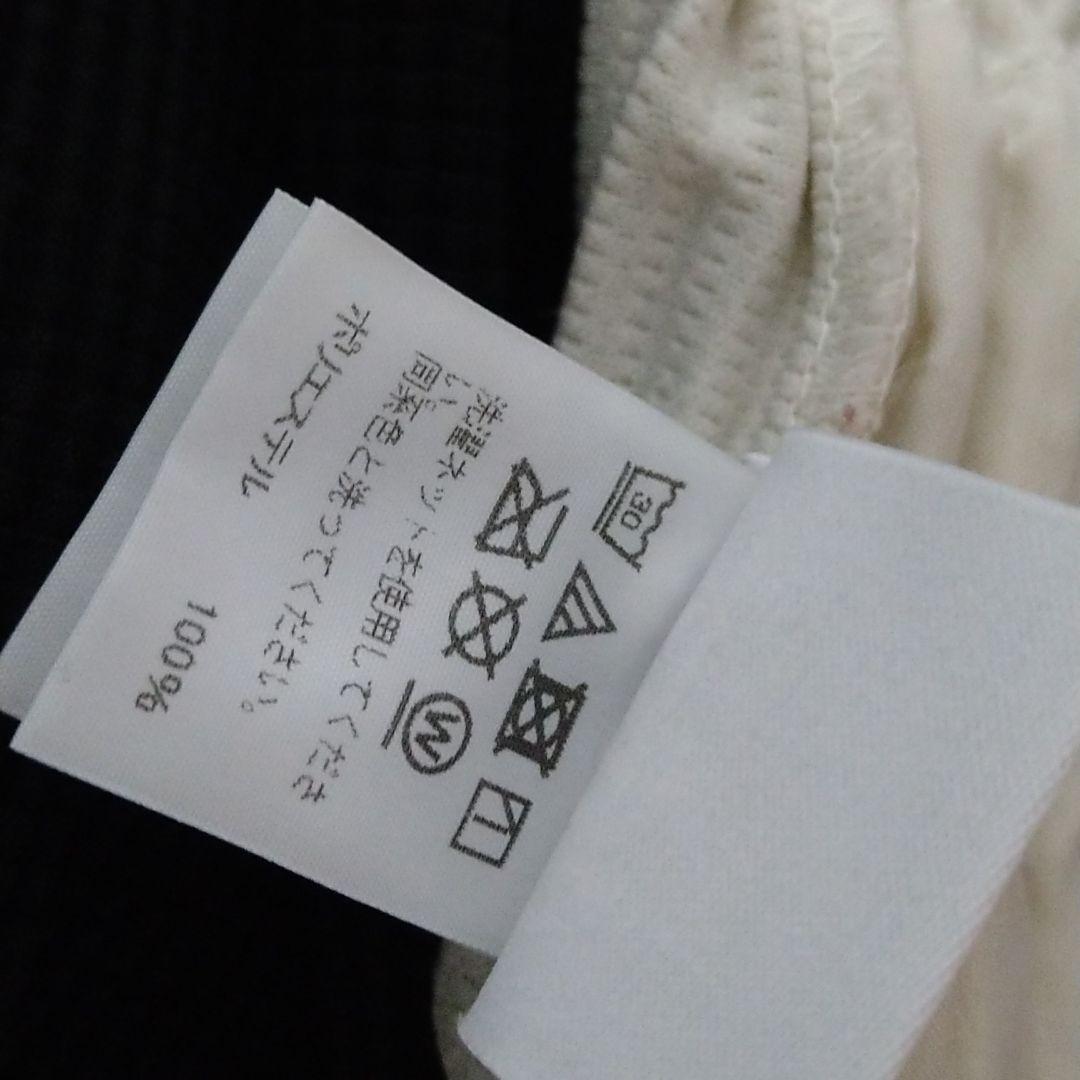 30
W
洗濯ネットを使用してくださ
い。
同系色と洗ってください。
ポリエステル 100%